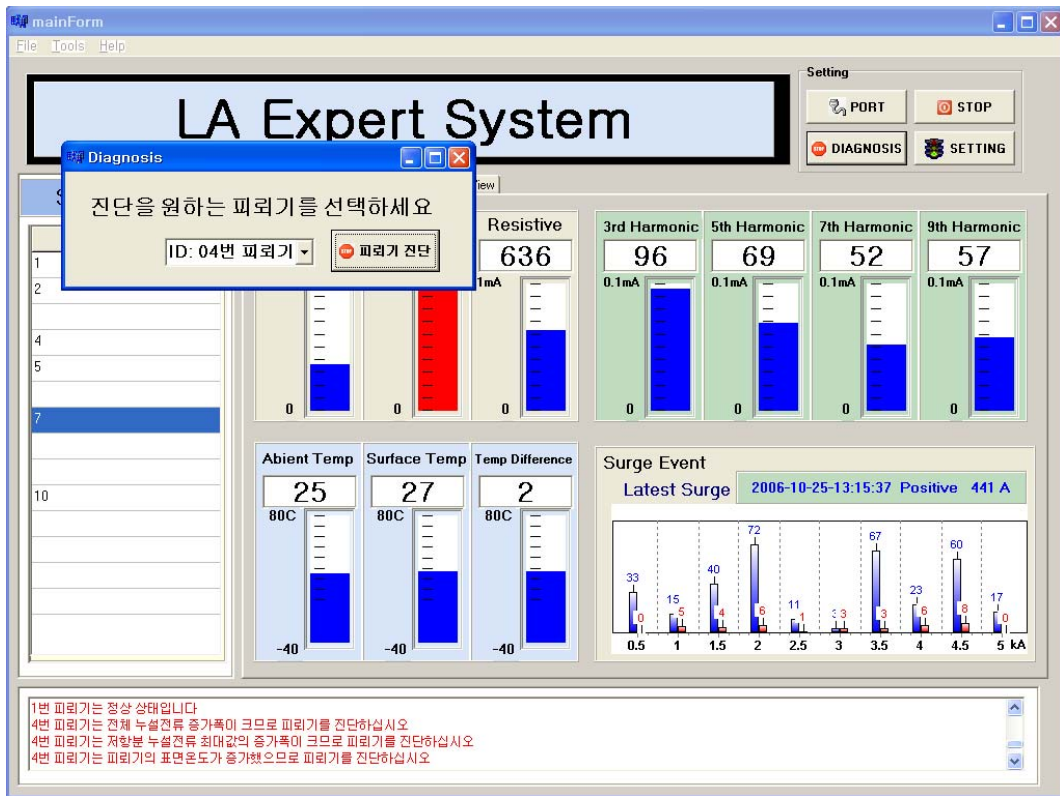 mainForm
File Tools Help
LA Expert System
Setting
PORT
STOP
DIAGNOSIS
SETTING
Diagnosis
진단을 원하는 피뢰기를 선택하세요
ID: 04번 피뢰기
피뢰기 진단
1
2
4
5
7
10
Resistive
636
1mA
0
0
0
3rd Harmonic 5th Harmonic 7th Harmonic 9th Harmonic
96 69 52 57
0.1mA 0.1mA 0.1mA 0.1mA
0 0 0 0
Abient Temp Surface Temp Temp Difference
25 27 2
80C 80C 80C
-40 -40 -40
Surge Event
Latest Surge 2006-10-25-13:15:37 Positive 441 A
33 15 40 72 11 3 67 23 60 17
0 5 4 6 1 3 3 6 8 0
0.5 1 1.5 2 2.5 3 3.5 4 4.5 5 kA
1번 피뢰기는 정상 상태입니다
4번 피뢰기는 전체 누설전류 증가폭이 크므로 피뢰기를 진단하십시오
4번 피뢰기는 저항분 누설전류 최대값의 증가폭이 크므로 피뢰기를 진단하십시오
4번 피뢰기는 피뢰기의 표면온도가 증가했으므로 피뢰기를 진단하십시오